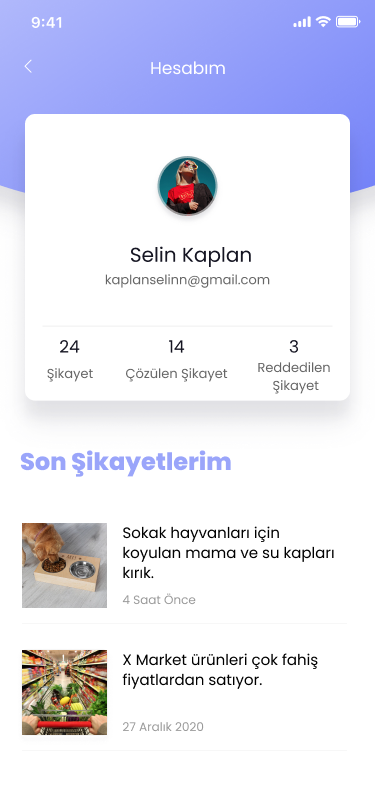 9:41
Hesabım
Selin Kaplan
kaplanselinn@gmail.com
24
14
3
Şikayet
Çözülen Şikayet
Reddedilen
Şikayet
Son Şikayetlerim
Sokak hayvanları için
koyulan mama ve su kapları
kırık.
4 Saat Önce
X Market ürünleri çok fahiş
fiyatlardan satıyor.
27 Aralık 2020